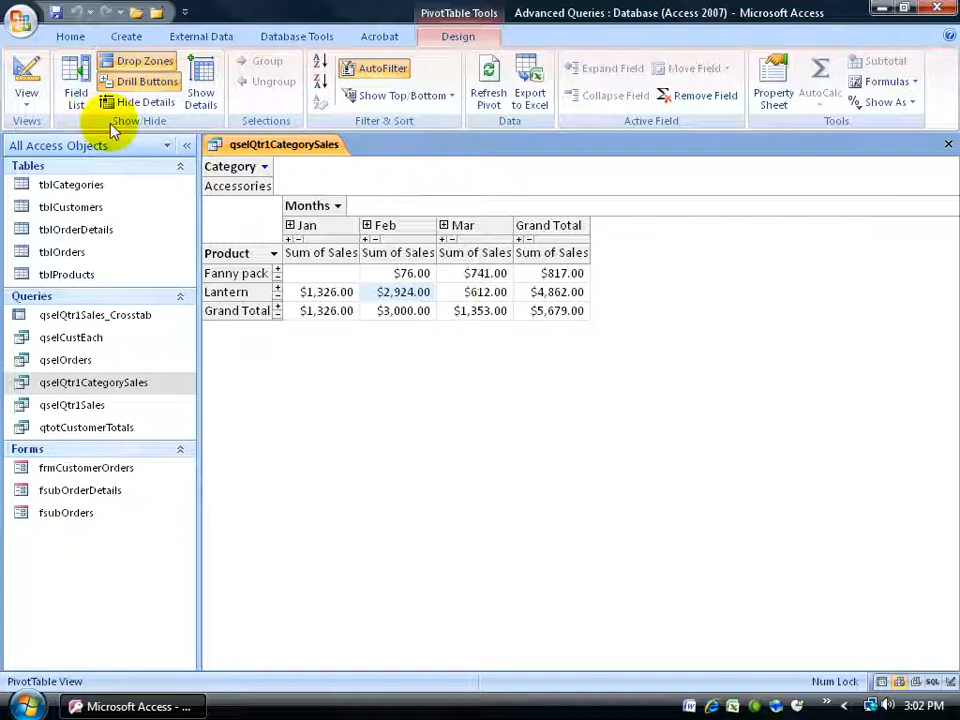 PivotTable Tools
Advanced Queries : Database (Access 2007) - Microsoft Access
Home
Create
External Data
Database Tools
Acrobat
Design
View
Field List
Drop Zones
Drill Buttons
Hide Details
Show Details
Group
Ungroup
AutoFilter
Show Top/Bottom
Refresh Pivot
Export to Excel
Expand Field
Collapse Field
Move Field
Remove Field
Property Sheet
AutoCalc
Subtotal
Formulas
Show As
Views
Show/Hide
Selections
Filter & Sort
Data
Active Field
Tools
All Access Objects
Tables
tblCategories
tblCustomers
tblOrderDetails
tblOrders
tblProducts
Queries
qselQtr1Sales_Crosstab
qselCustEach
qselOrders
qselQtr1CategorySales
qselQtr1Sales
qtotCustomerTotals
Forms
frmCustomerOrders
fsubOrderDetails
fsubOrders
qselQtr1CategorySales
Category
Accessories
Months
Jan Feb Mar Grand Total
Product Sum of Sales Sum of Sales Sum of Sales Sum of Sales
Fanny pack $76.00 $741.00 $817.00
Lantern $1,326.00 $2,924.00 $612.00 $4,862.00
Grand Total $1,326.00 $3,000.00 $1,353.00 $5,679.00
PivotTable View
Num Lock
SQL
Microsoft Access - ...
3:02 PM